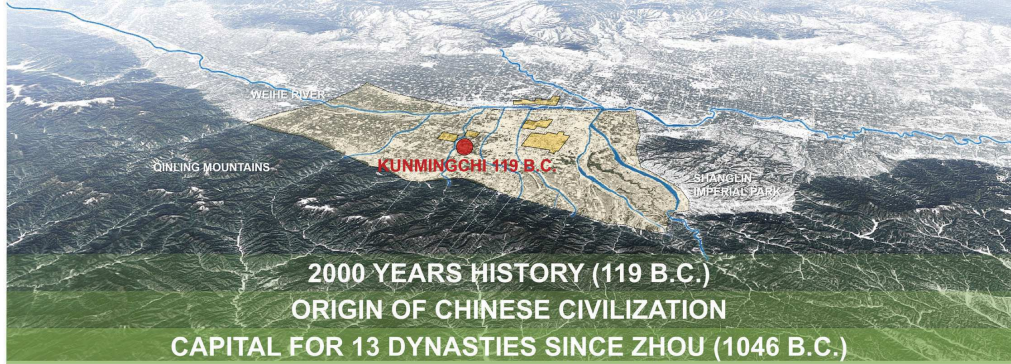 WEIHE RIVER
QINLING MOUNTAINS
KUNMINGCHI 119 B.C.
SHANGLIN
IMPERIAL PARK
2000 YEARS HISTORY (119 B.C.)
ORIGIN OF CHINESE CIVILIZATION
CAPITAL FOR 13 DYNASTIES SINCE ZHOU (1046 B.C.)